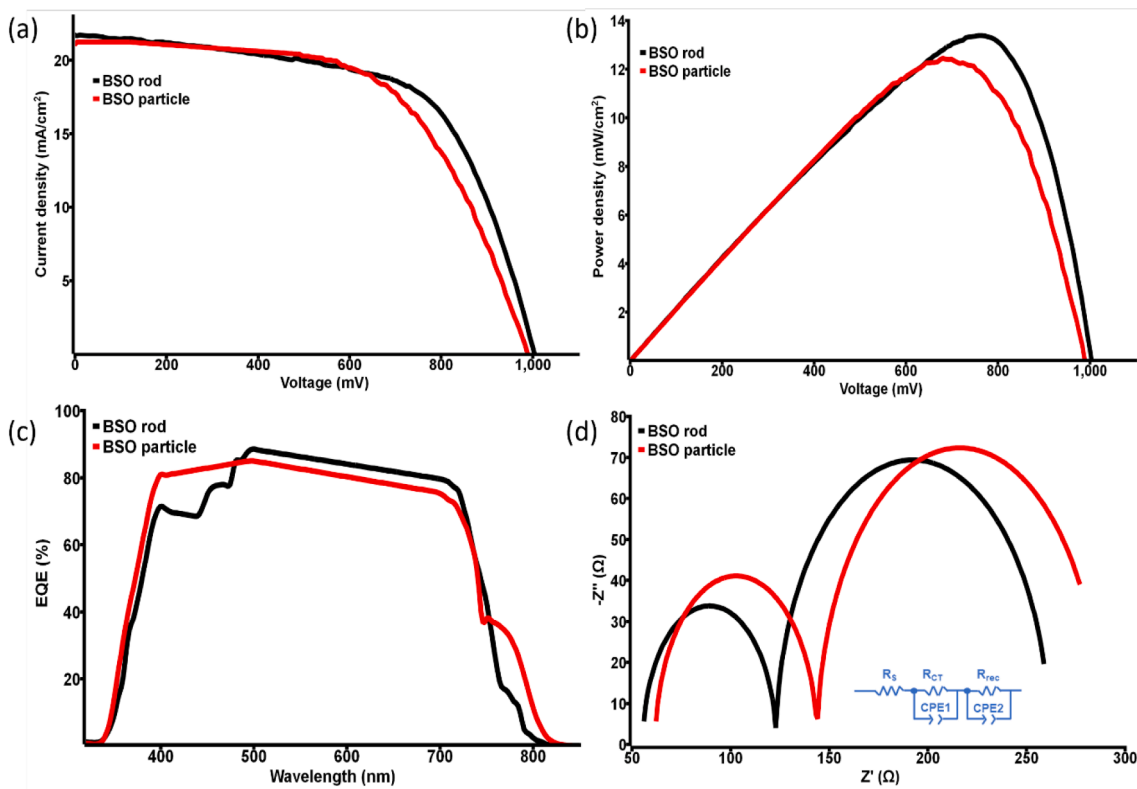 (a)
Current density (mA/cm²)
20
15
10
5
BSO rod
BSO particle
0
200
400
600
800
1,000
Voltage (mV)
(b)
Power density (mW/cm²)
14
12
10
8
6
4
2
BSO rod
BSO particle
0
200
400
600
800
1,000
Voltage (mV)
(c)
EQE (%)
100
80
60
40
20
BSO rod
BSO particle
400
500
600
700
800
Wavelength (nm)
(d)
-Z'' (Ω)
80
70
60
50
40
30
20
10
0
BSO rod
BSO particle
RS
RCT
Rrec
CPE1
CPE2
50
100
150
200
250
300
Z' (Ω)